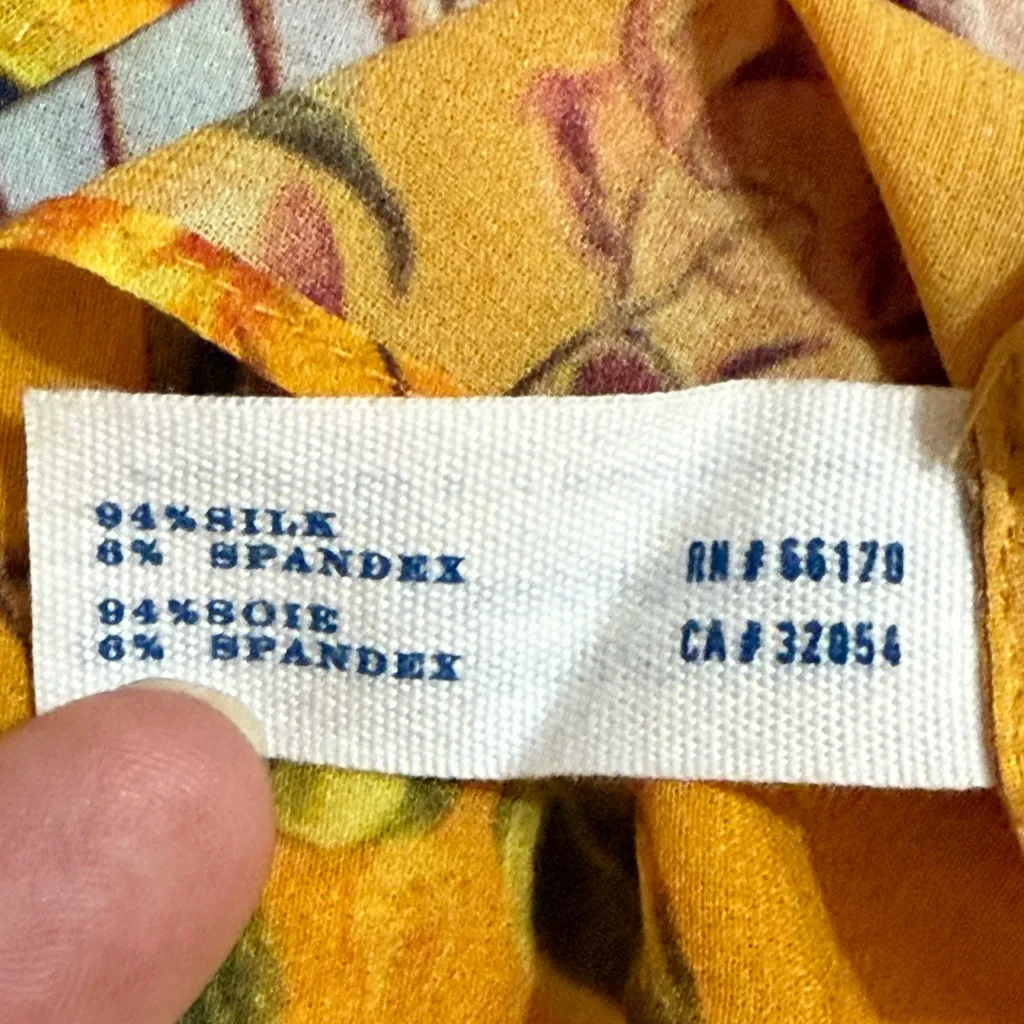 94%SILK
6% SPANDEX
94%SOIE
6% SPANDEX
RN#66170
CA#32054